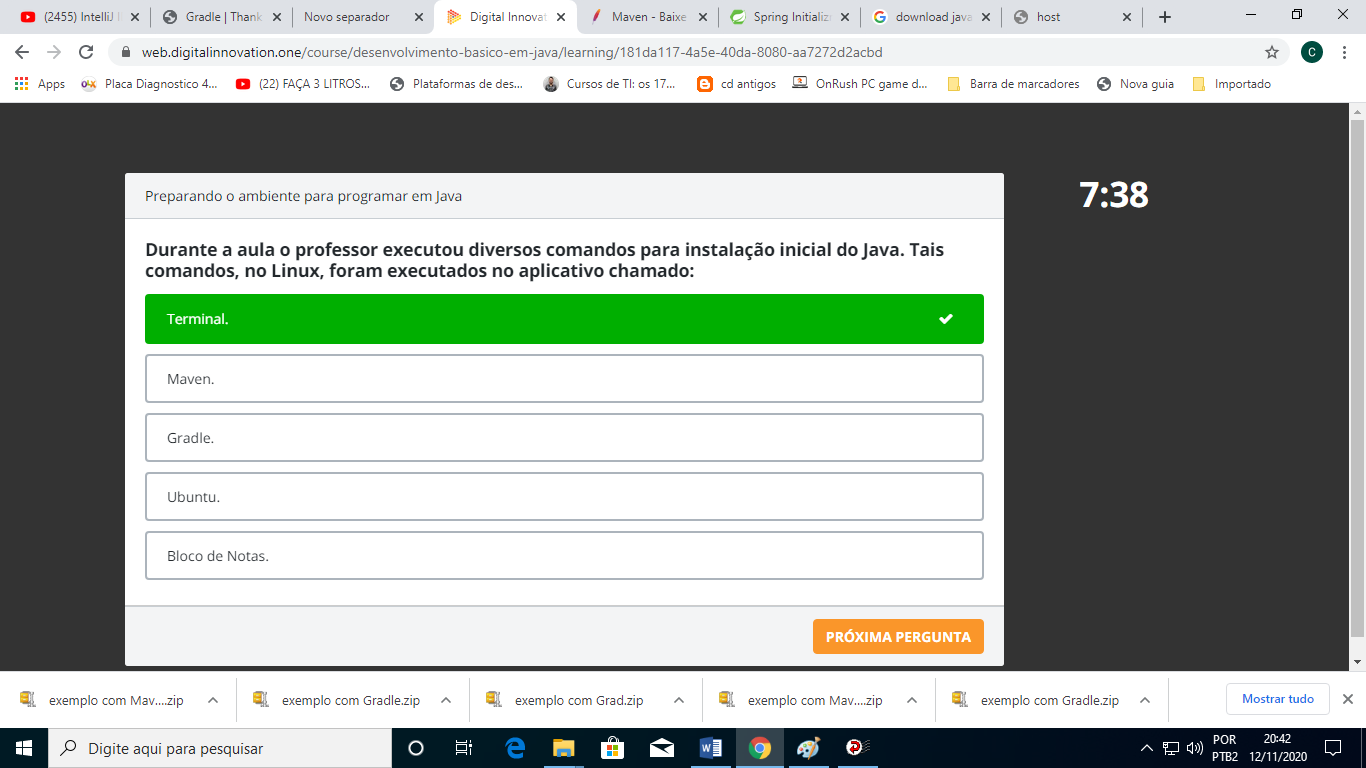 (2455) IntelliJ I
Gradle | Thank
Novo separador
Digital Innovat
Maven - Baixe
Spring Initializ
download java
host
web.digitalinnovation.one/course/desenvolvimento-basico-em-java/learning/181da117-4a5e-40da-8080-aa7272d2acbd
C
Apps
Placa Diagnostico 4...
(22) FAÇA 3 LITROS...
Plataformas de des...
Cursos de TI: os 17...
cd antigos
OnRush PC game d...
Barra de marcadores
Nova guia
Importado
Preparando o ambiente para programar em Java
7:38
Durante a aula o professor executou diversos comandos para instalação inicial do Java. Tais
comandos, no Linux, foram executados no aplicativo chamado:
Terminal.
Maven.
Gradle.
Ubuntu.
Bloco de Notas.
PRÓXIMA PERGUNTA
exemplo com Mav....zip
exemplo com Gradle.zip
exemplo com Grad.zip
exemplo com Mav....zip
exemplo com Gradle.zip
Mostrar tudo
Digite aqui para pesquisar
POR
PTB2
20:42
12/11/2020